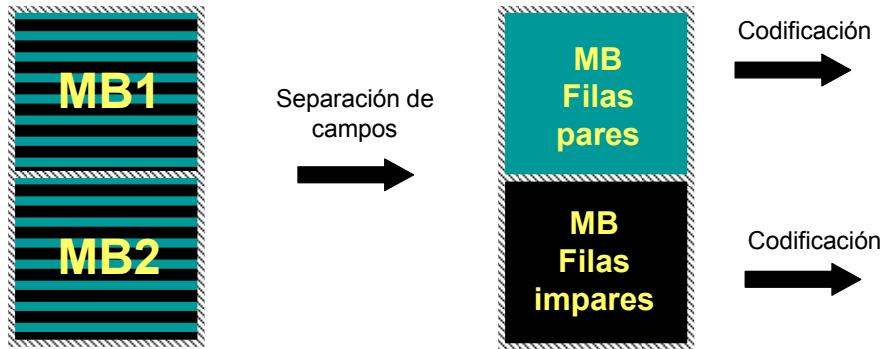 MB1
MB2
Separación de
campos
MB
Filas
pares
MB
Filas
impares
Codificación
Codificación